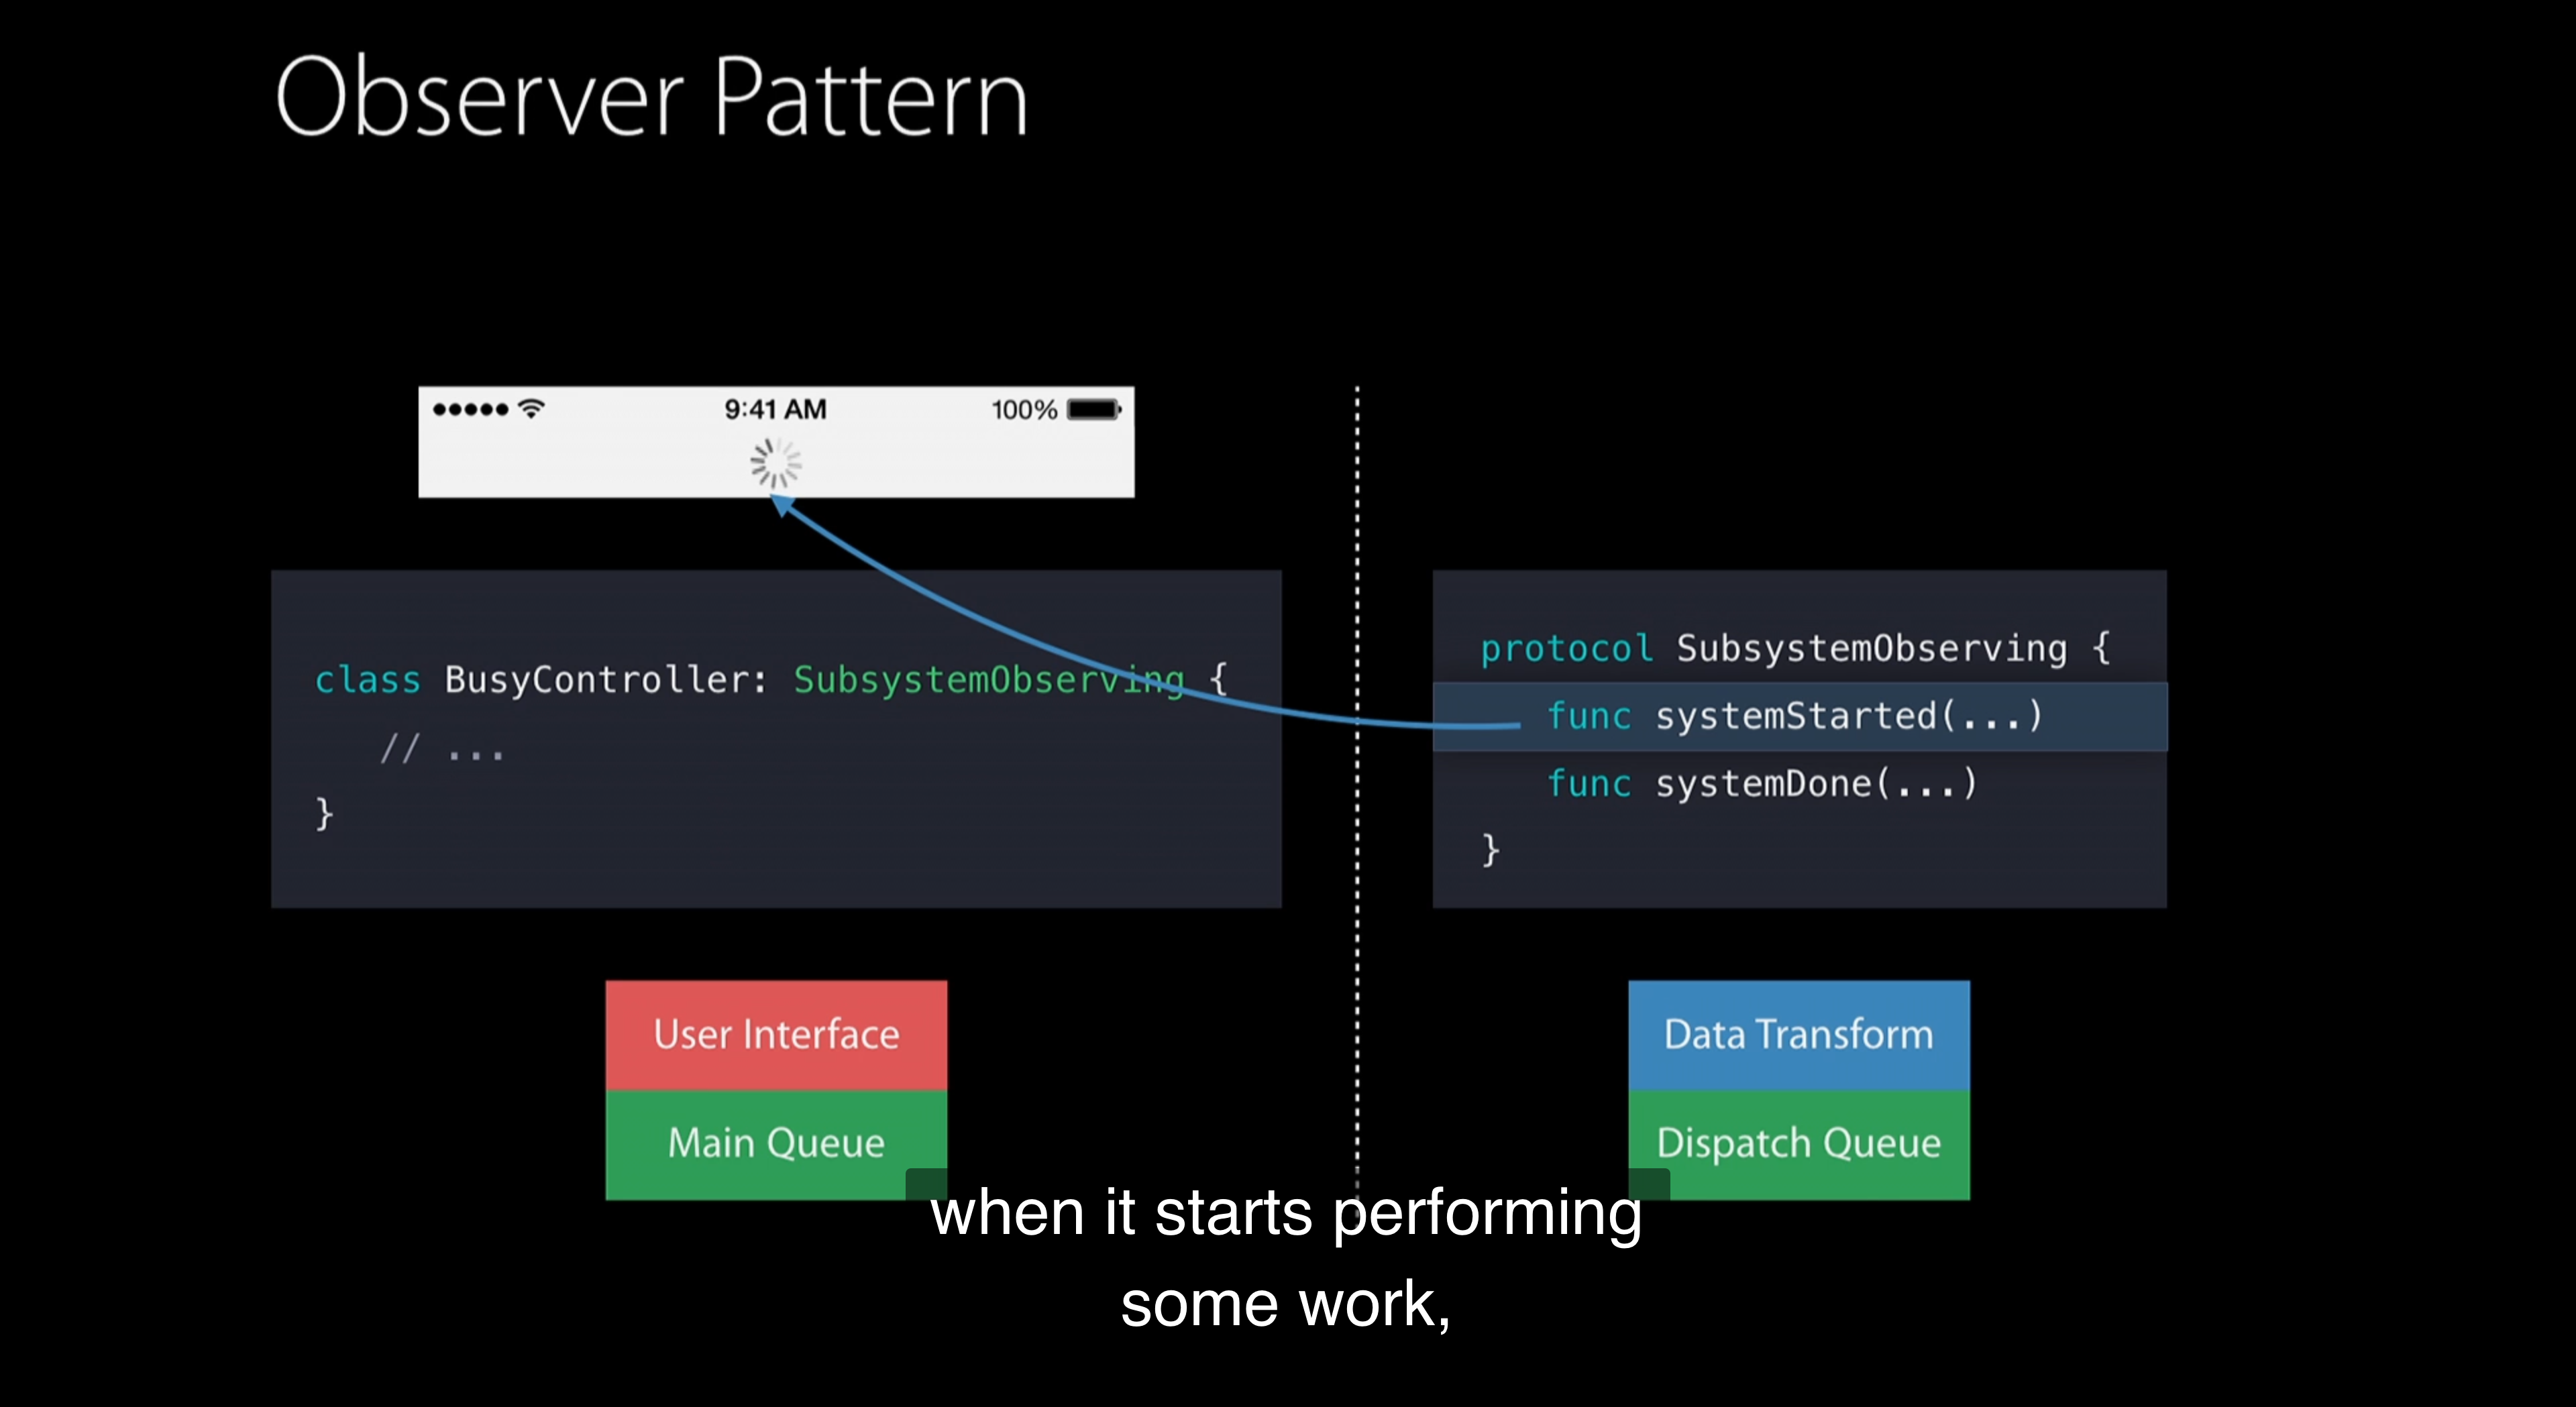 Observer Pattern
9:41 AM
100%
class BusyController: SubsystemObserving {
// ...
}
protocol SubsystemObserving {
func systemStarted(...)
func systemDone(...)
}
User Interface
Main Queue
Data Transform
Dispatch Queue
when it starts performing
some work,